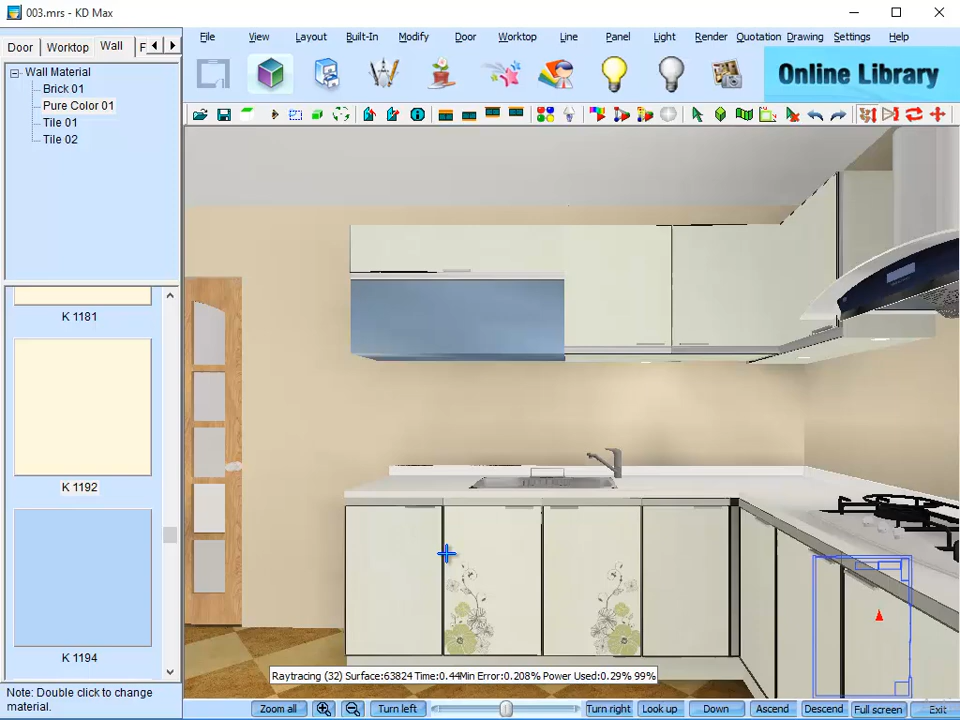 003.mrs - KD Max
File View Layout Built-In Modify Door Worktop Line Panel Light Render Quotation Drawing Settings Help
Door Worktop Wall F
Online Library
Wall Material
Brick 01
Pure Color 01
Tile 01
Tile 02
K 1181
K 1192
K 1194
Raytracing (32) Surface:63824 Time:0.44Min Error:0.208% Power Used:0.29% 99%
Note: Double click to change
material.
Zoom all Turn left Turn right Look up Down Ascend Descend Full screen Exit